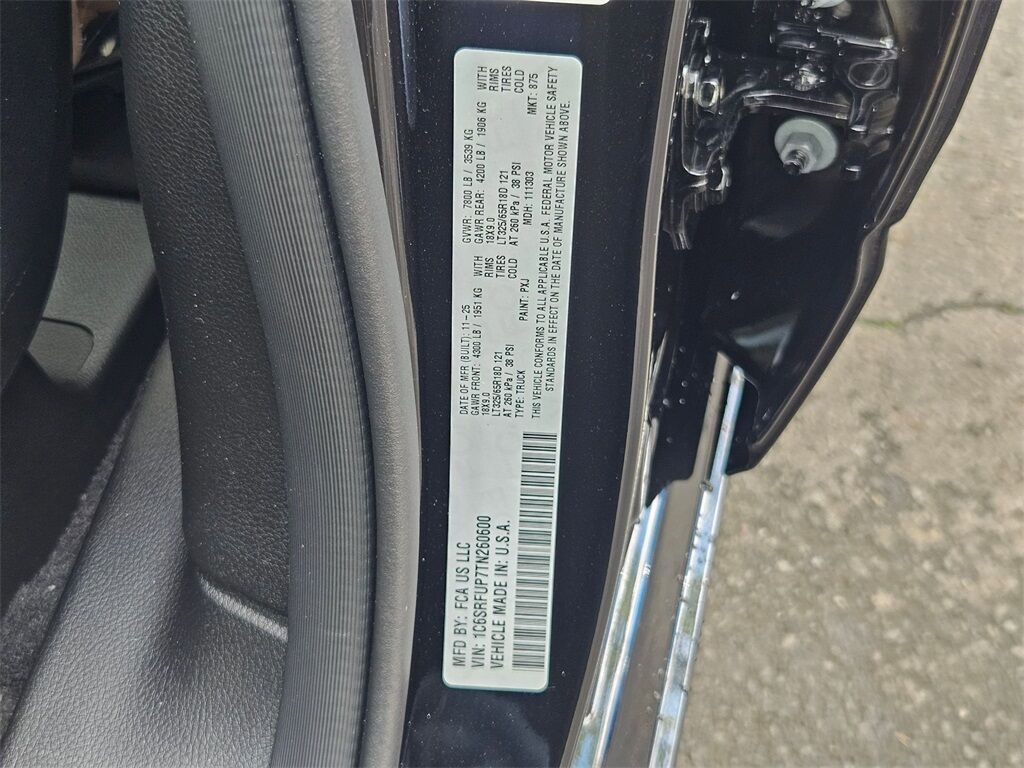 MFD BY: FCA US LLC
VIN: 1C6SRFUP7TN260600
VEHICLE MADE IN: U.S.A.
DATE OF MFR (BUILT): 11-25 GVWR: 7800 LB / 3539 KG
GAWR FRONT: 4300 LB / 1951 KG WITH GAWR REAR: 4200 LB / 1906 KG WITH
18X9.0 RIMS 18X9.0 RIMS
LT325/65R18D 121 TIRES LT325/65R18D 121 TIRES
AT 260 kPa / 38 PSI COLD AT 260 kPa / 38 PSI COLD
TYPE: TRUCK PAINT: PXJ MDH: 111303 MKT: 875
THIS VEHICLE CONFORMS TO ALL APPLICABLE U.S.A. FEDERAL MOTOR VEHICLE SAFETY
STANDARDS IN EFFECT ON THE DATE OF MANUFACTURE SHOWN ABOVE.